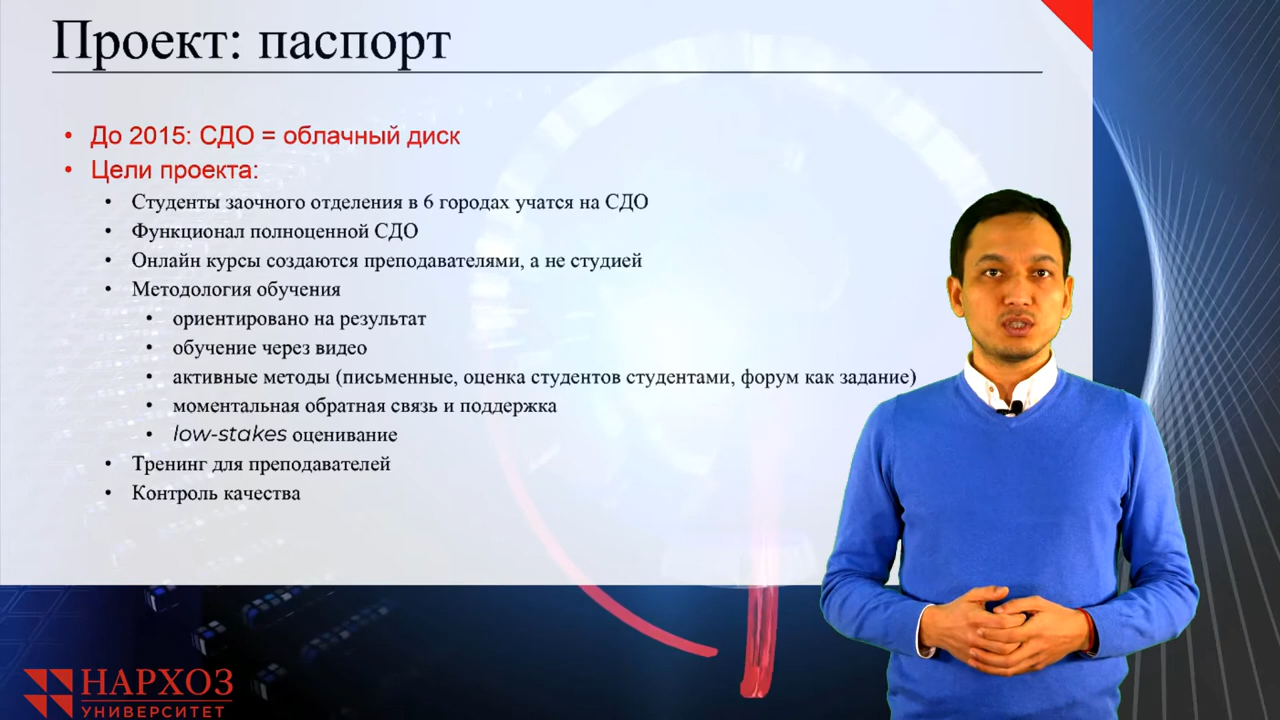 Проект: паспорт
• До 2015: СДО = облачный диск
• Цели проекта:
• Студенты заочного отделения в 6 городах учатся на СДО
• Функционал полноценной СДО
• Онлайн курсы создаются преподавателями, а не студией
• Методология обучения
• ориентировано на результат
• обучение через видео
• активные методы (письменные, оценка студентов студентами, форум как задание)
• моментальная обратная связь и поддержка
• low-stakes оценивание
• Тренинг для преподавателей
• Контроль качества
НАРХОЗ
УНИВЕРСИТЕТ